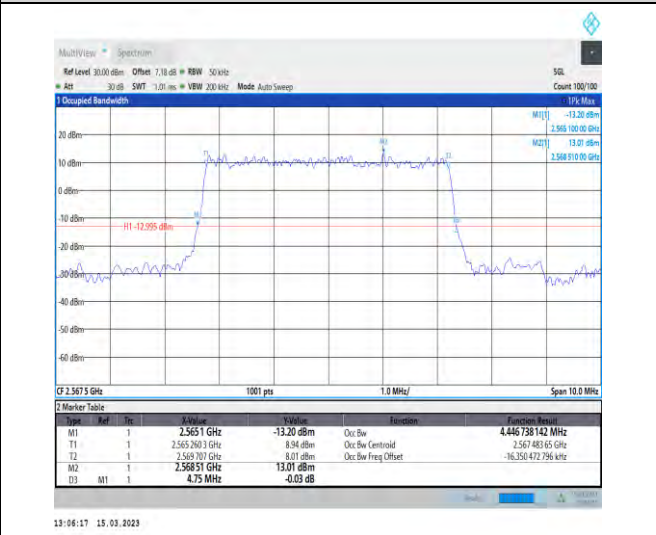 MultiView Spectrum
Ref Level 30.00 dBm Offset 7.18 dB RBW 50 kHz SGL
Att 30 dB SWT 1.01 ms VBW 200 kHz Mode Auto Sweep Count 100/100
1 Occupied Bandwidth 1Pk Max
M1[1] -13.20 dBm
2.565 100 00 GHz
M2[1] 13.01 dBm
2.568 510 00 GHz
20 dBm
10 dBm
0 dBm
-10 dBm
H1 -12.995 dBm
-20 dBm
-30 dBm
-40 dBm
-50 dBm
-60 dBm
T1
M2
T2
M1
CF 2.567 5 GHz 1001 pts 1.0 MHz/ Span 10.0 MHz
2 Marker Table
Type Ref Trc X-Value Y-Value Function Function Result
M1 1 2.565 1 GHz -13.20 dBm Occ Bw 4.446 738 142 MHz
T1 1 2.565 260 3 GHz 8.94 dBm Occ Bw Centroid 2.567 483 65 GHz
T2 1 2.569 707 GHz 8.01 dBm Occ Bw Freq Offset -16.350 472 796 kHz
M2 1 2.568 51 GHz 13.01 dBm
D3 M1 1 4.75 MHz -0.03 dB
13:06:17 15.03.2023